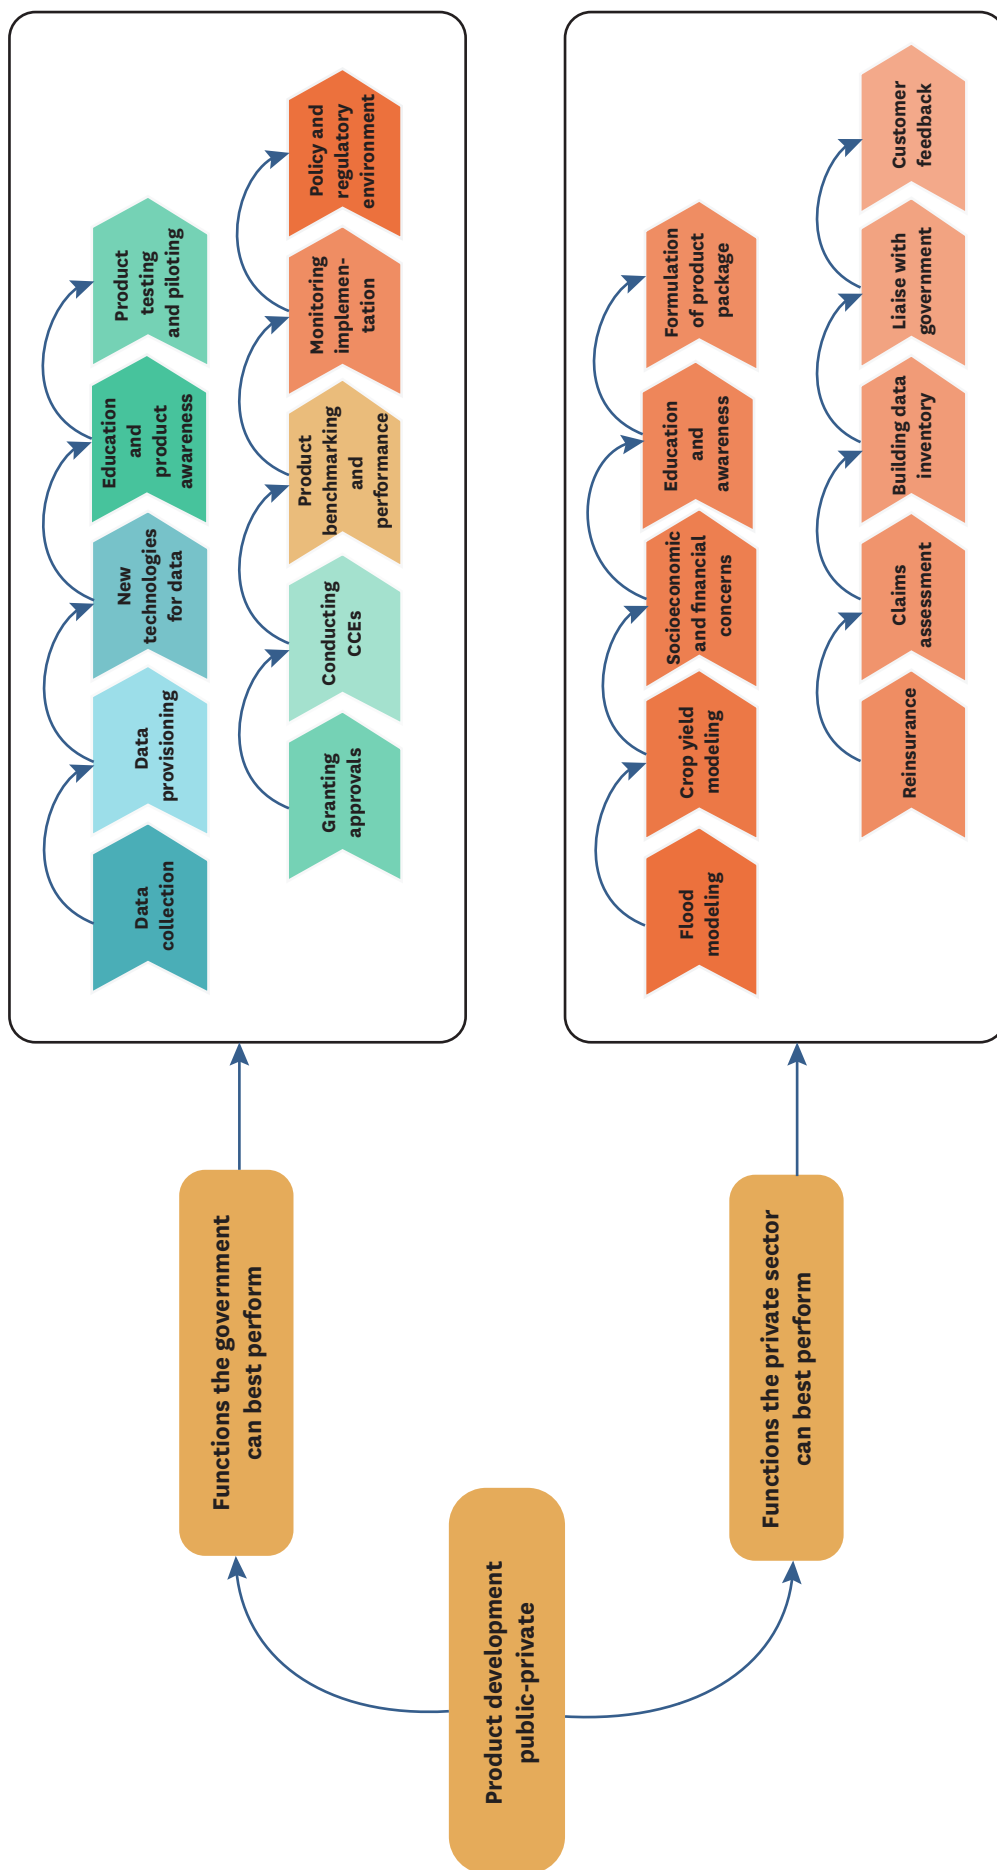 Product development
public-private
Functions the government
can best perform
Data
collection
Data
provisioning
New
technologies
for data
Education
and
product
awareness
Product
testing
and piloting
Granting
approvals
Conducting
CCEs
Product
benchmarking
and
performance
Monitoring
implemen-
tation
Policy and
regulatory
environment
Functions the private sector
can best perform
Flood
modeling
Crop yield
modeling
Socioeconomic
and financial
concerns
Education
and
awareness
Formulation
of product
package
Reinsurance
Claims
assessment
Building data
inventory
Liaise with
government
Customer
feedback